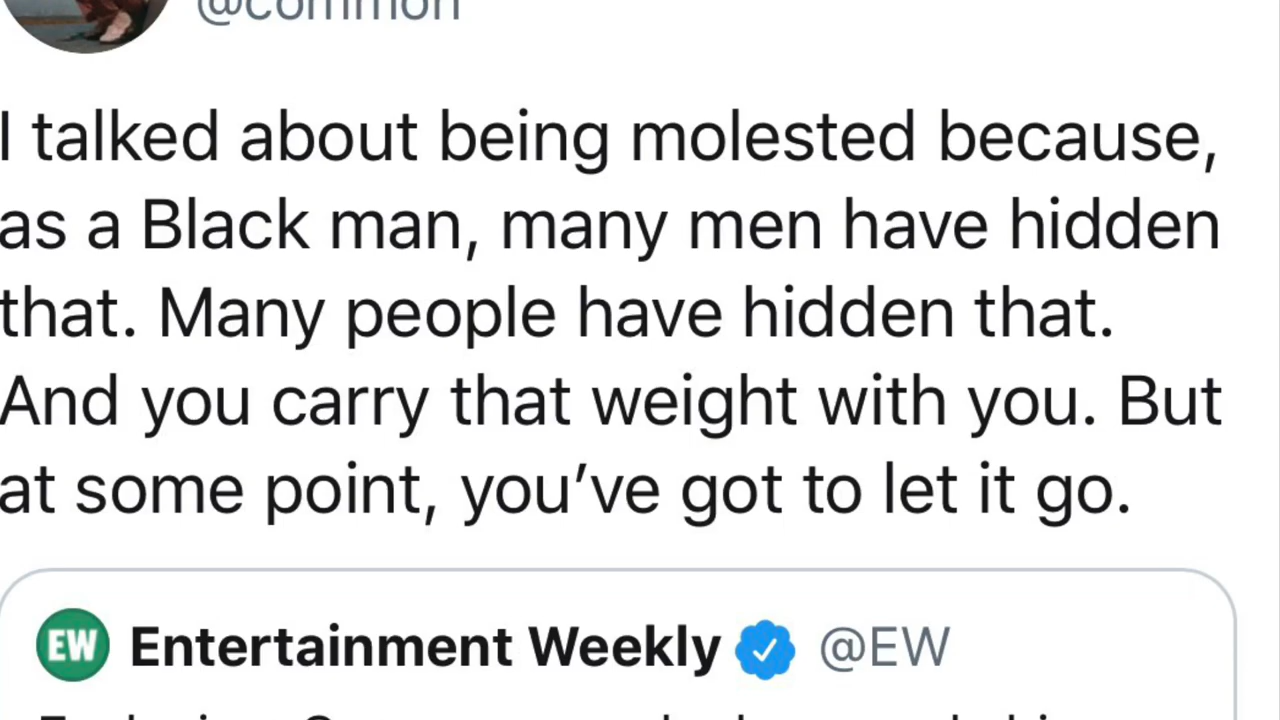 @common
I talked about being molested because,
as a Black man, many men have hidden
that. Many people have hidden that.
And you carry that weight with you. But
at some point, you’ve got to let it go.
EW Entertainment Weekly @EW